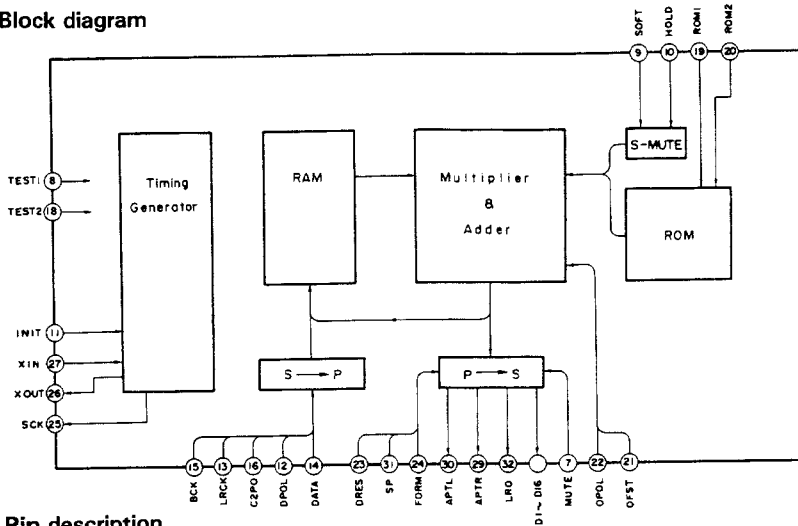 Block diagram
SOFT
HOLD
ROM1
ROM2
9
10
19
20
S-MUTE
TEST1 8
TEST2 18
Timing
Generator
RAM
Multiplier
&
Adder
ROM
INIT 11
XIN 27
XOUT 26
SCK 25
S → P
P → S
15
13
16
12
14
23
31
24
30
29
32
7
22
21
BCK
LRCK
C2PO
DPOL
DATA
DRES
SP
FORM
APTL
APTR
LRO
D1~D16
MUTE
OPOL
OFST
Pin description